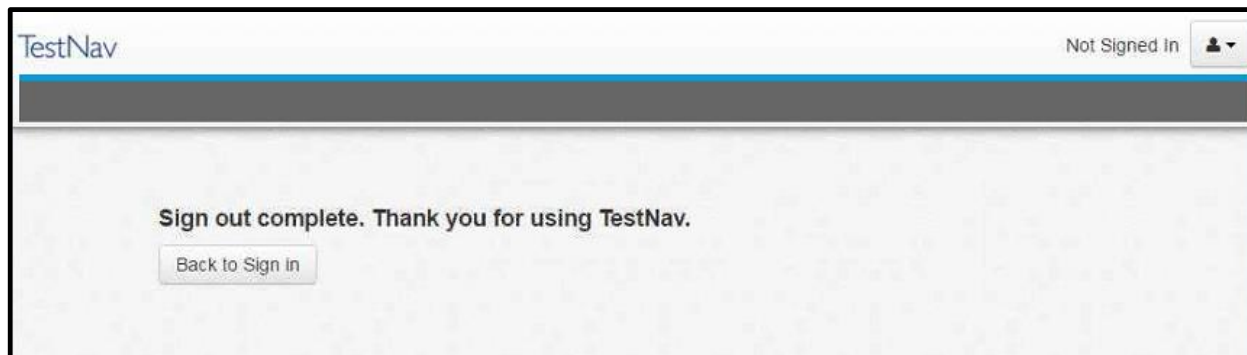 TestNav
Not Signed In
Sign out complete. Thank you for using TestNav.
Back to Sign in